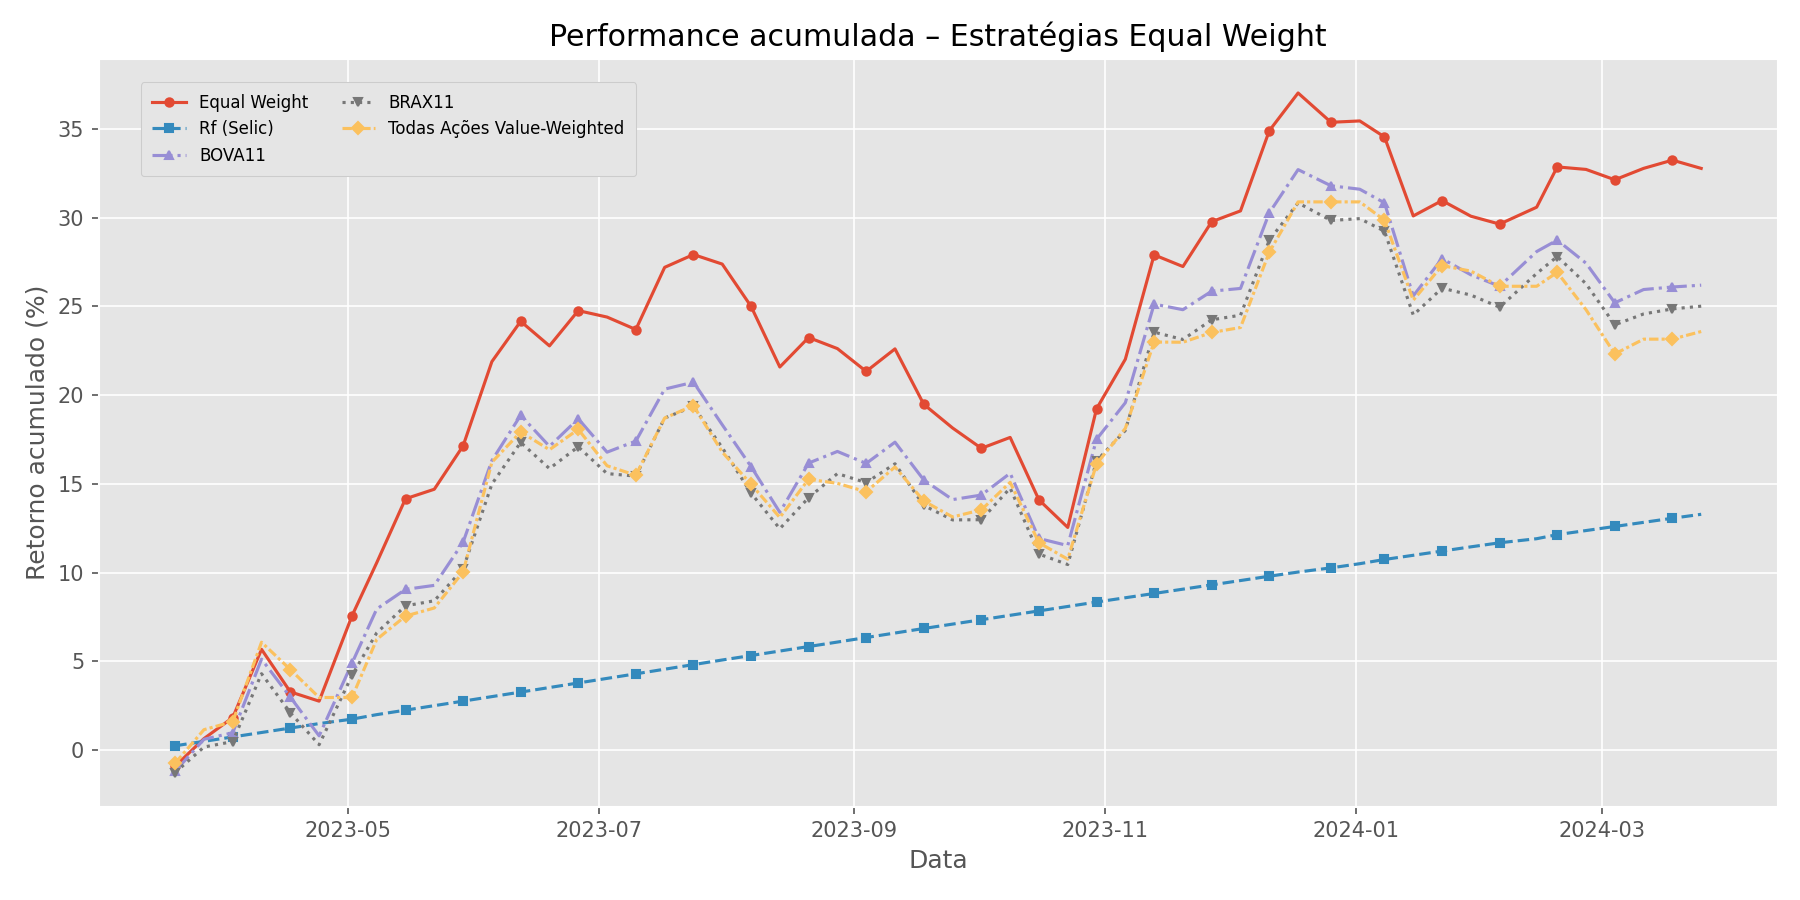 Performance acumulada – Estratégias Equal Weight
Equal Weight
Rf (Selic)
BOVA11
BRAX11
Todas Ações Value-Weighted
Retorno acumulado (%)
35
30
25
20
15
10
5
0
2023-05
2023-07
2023-09
2023-11
2024-01
2024-03
Data